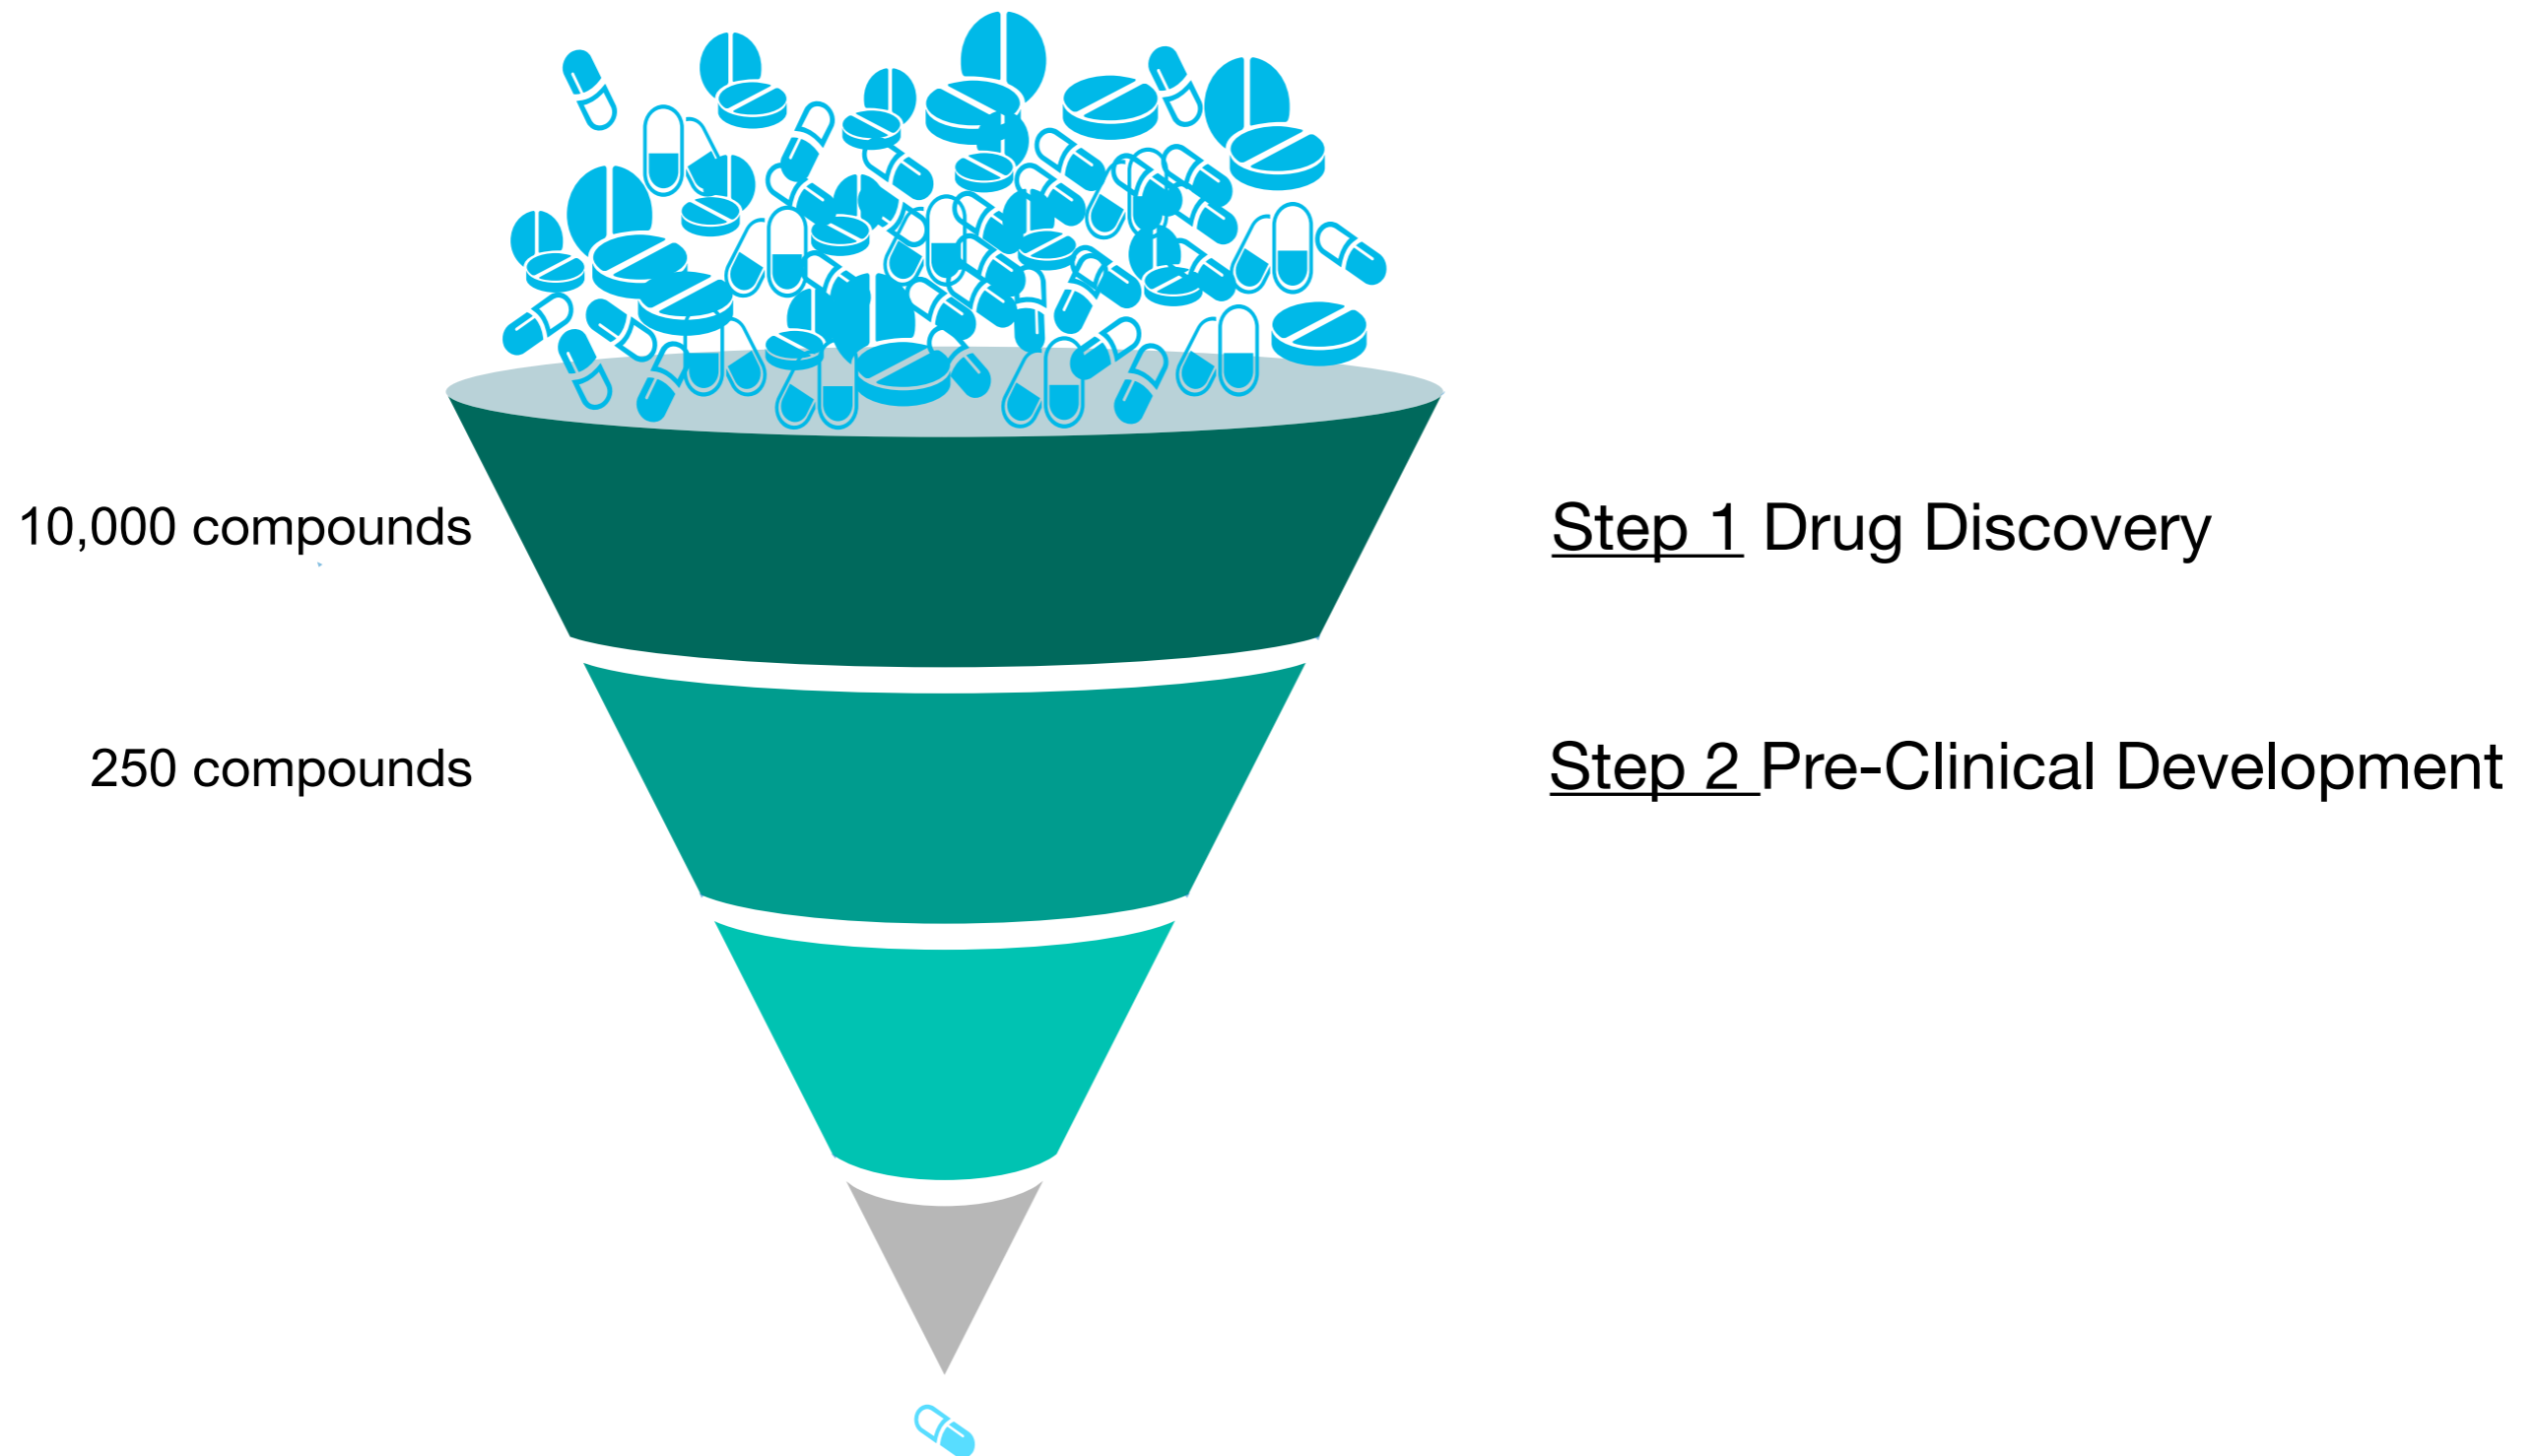 10,000 compounds
Step 1 Drug Discovery
250 compounds
Step 2 Pre-Clinical Development